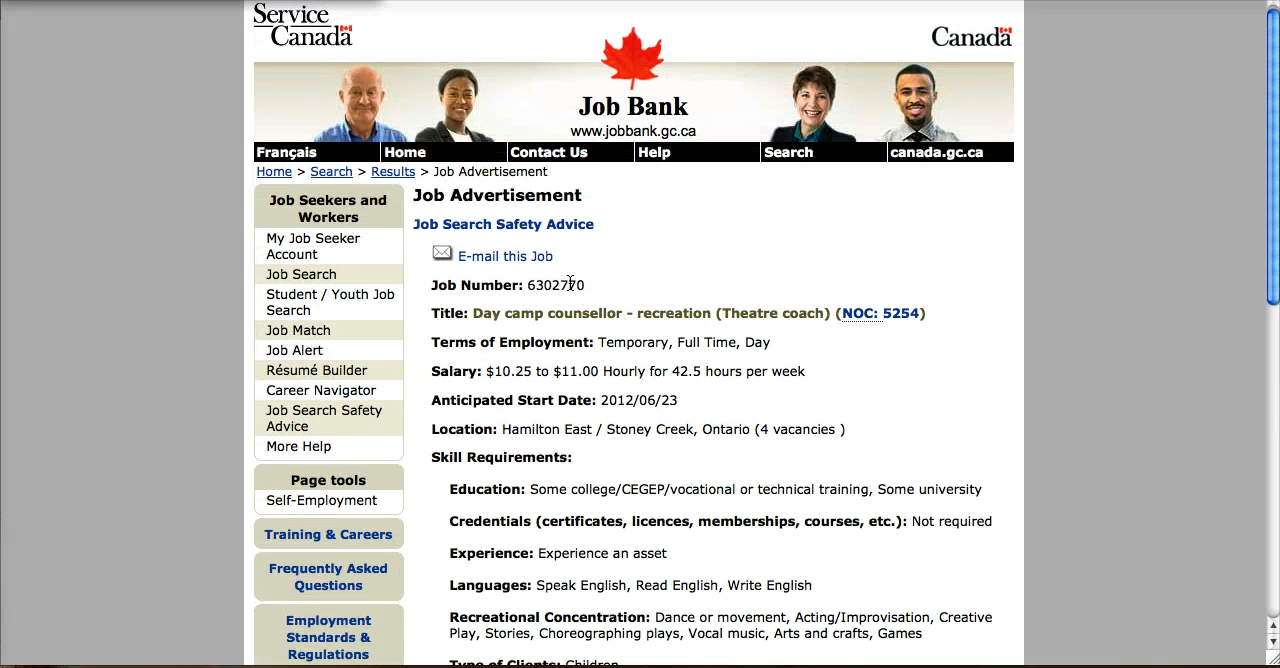 Service
Canada
Canada
Job Bank
www.jobbank.gc.ca
Français Home Contact Us Help Search canada.gc.ca
Home > Search > Results > Job Advertisement
Job Seekers and
Workers
My Job Seeker
Account
Job Search
Student / Youth Job
Search
Job Match
Job Alert
Résumé Builder
Career Navigator
Job Search Safety
Advice
More Help
Page tools
Self-Employment
Training & Careers
Frequently Asked
Questions
Employment
Standards &
Regulations
Job Advertisement
Job Search Safety Advice
E-mail this Job
Job Number: 6302770
Title: Day camp counsellor - recreation (Theatre coach) (NOC: 5254)
Terms of Employment: Temporary, Full Time, Day
Salary: $10.25 to $11.00 Hourly for 42.5 hours per week
Anticipated Start Date: 2012/06/23
Location: Hamilton East / Stoney Creek, Ontario (4 vacancies )
Skill Requirements:
Education: Some college/CEGEP/vocational or technical training, Some university
Credentials (certificates, licences, memberships, courses, etc.): Not required
Experience: Experience an asset
Languages: Speak English, Read English, Write English
Recreational Concentration: Dance or movement, Acting/Improvisation, Creative
Play, Stories, Choreographing plays, Vocal music, Arts and crafts, Games
Type of Clients: Children